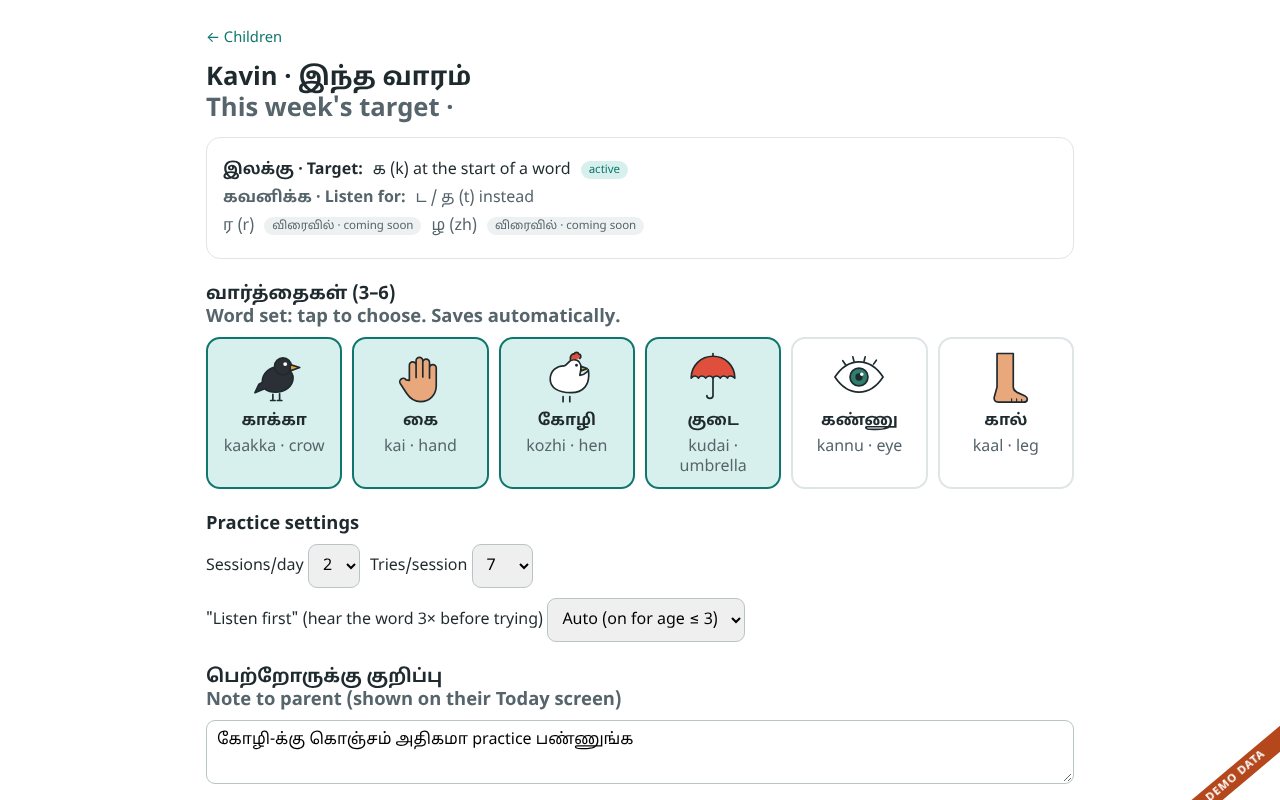 ← Children
Kavin · இந்த வாரம்
This week's target ·
இலக்கு · Target: க (k) at the start of a word active
கவனிக்க · Listen for: ட / த (t) instead
ர (r) விரைவில் · coming soon ழ (zh) விரைவில் · coming soon
வார்த்தைகள் (3–6)
Word set: tap to choose. Saves automatically.
காக்கா கை கோழி குடை கண்ணு கால்
kaakka · crow kai · hand kozhi · hen kudai · umbrella kannu · eye kaal · leg
Practice settings
Sessions/day 2 Tries/session 7
"Listen first" (hear the word 3× before trying) Auto (on for age ≤ 3)
பெற்றோருக்கு குறிப்பு
Note to parent (shown on their Today screen)
கோழி-க்கு கொஞ்சம் அதிகமா practice பண்ணுங்க
DEMO DATA